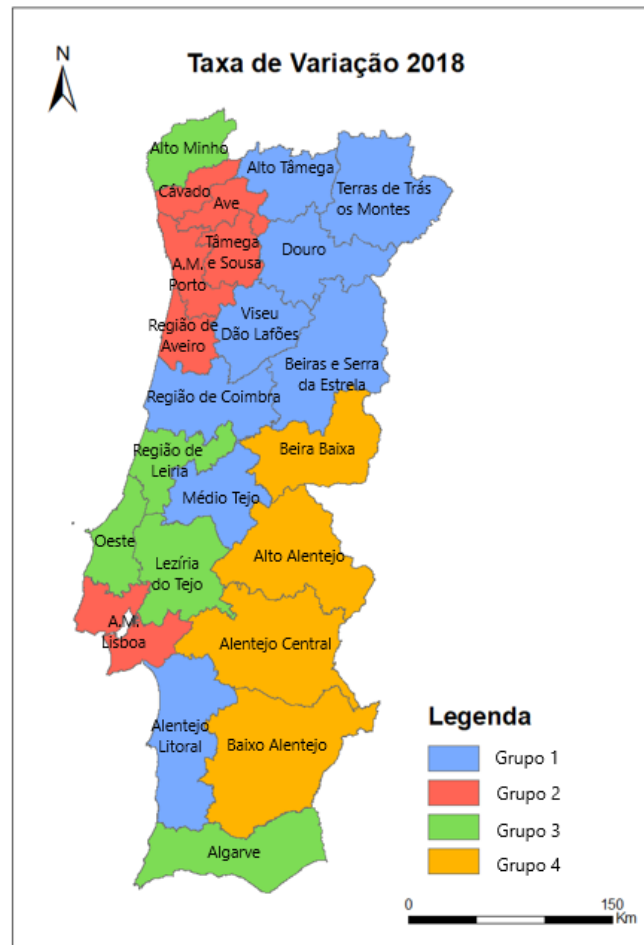 Taxa de Variação 2018
N
Alto Minho
Alto Tâmega
Terras de Trás
os Montes
Cávado
Ave
Tâmega
e Sousa
A.M.
Porto
Douro
Viseu
Dão Lafões
Região de
Aveiro
Beiras e Serra
da Estrela
Região de Coimbra
Região de
Leiria
Beira Baixa
Médio Tejo
Oeste
Lezíria
do Tejo
Alto Alentejo
A.M.
Lisboa
Alentejo Central
Alentejo
Litoral
Baixo Alentejo
Algarve
Legenda
Grupo 1
Grupo 2
Grupo 3
Grupo 4
0 150
Km